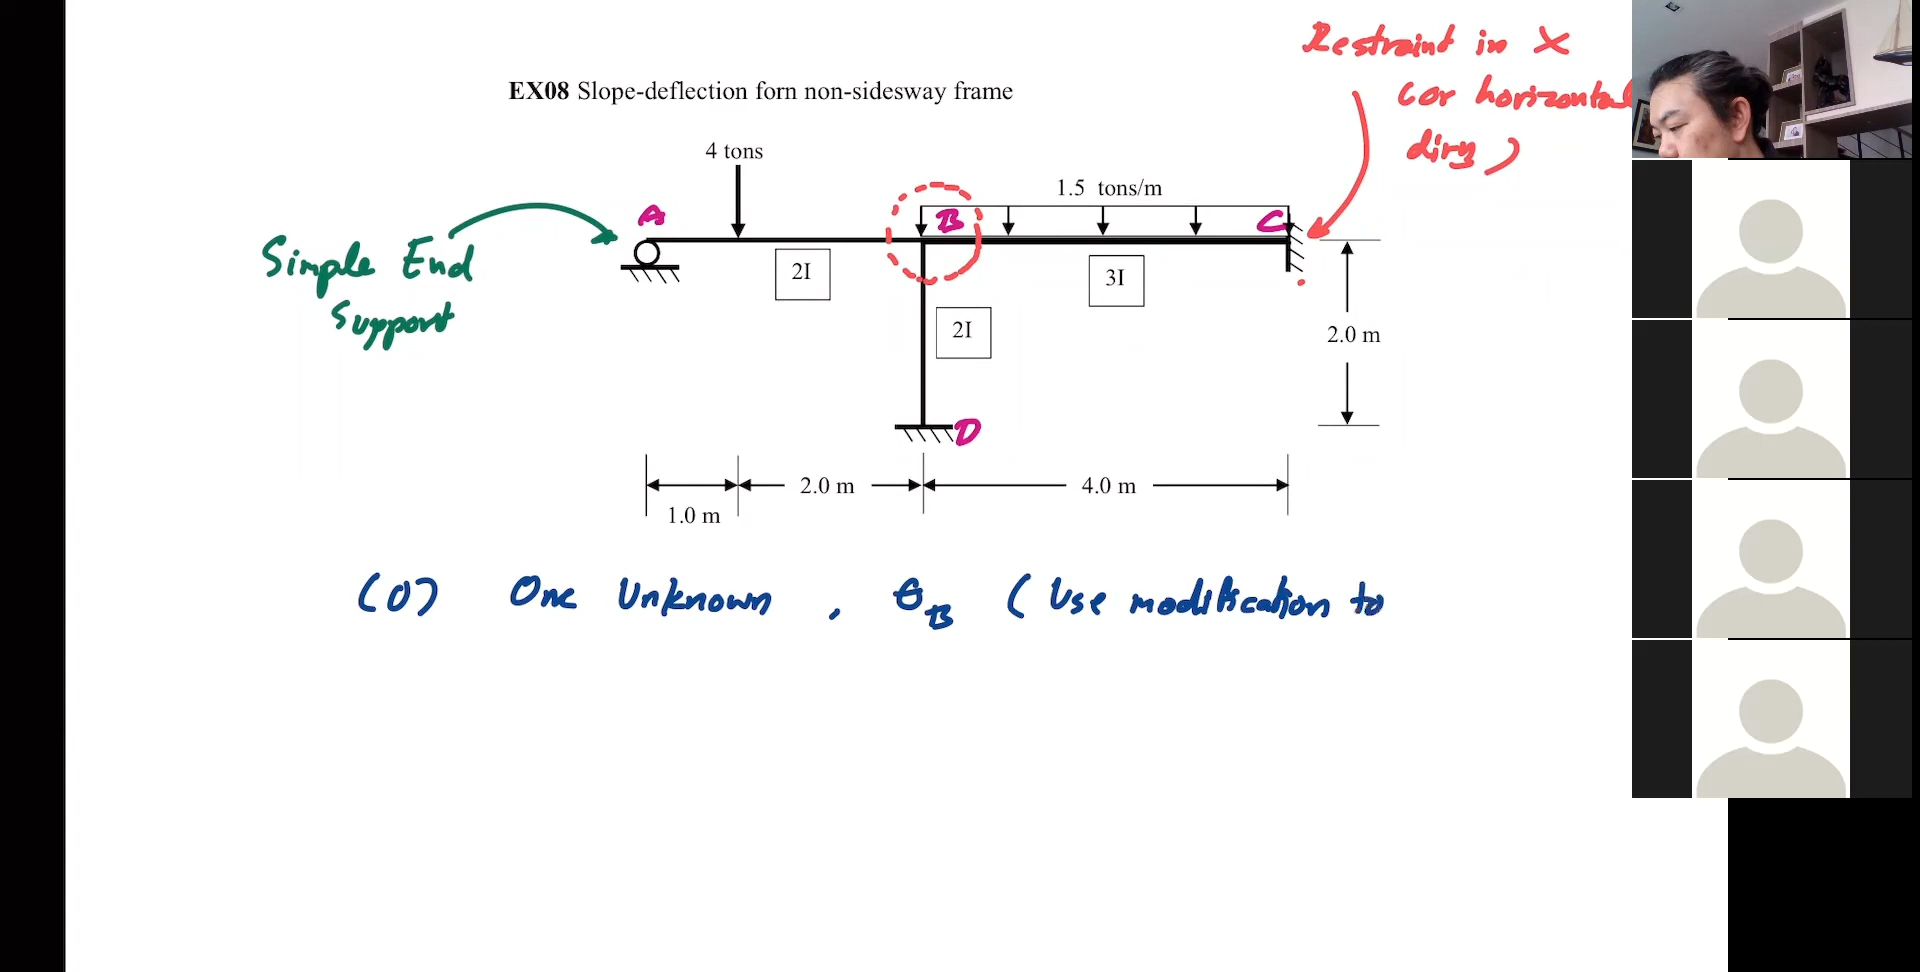 Restraint in X
EX08 Slope-deflection forn non-sidesway frame
(or horizontal
dirn)
4 tons
1.5 tons/m
A
B
C
Simple End
Support
2I
3I
2I
2.0 m
D
2.0 m
4.0 m
1.0 m
(0) One Unknown , θB (Use modification to